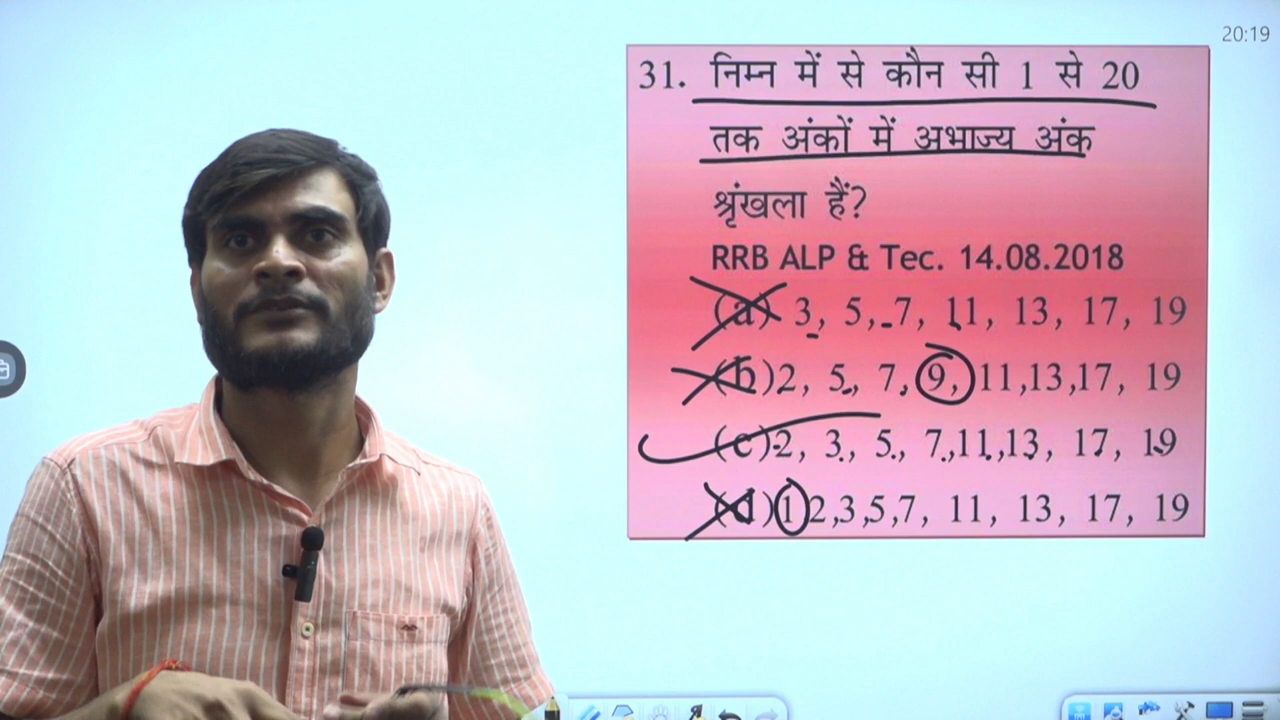 20:19
31. निम्न में से कौन सी 1 से 20
तक अंकों में अभाज्य अंक
श्रृंखला हैं?
RRB ALP & Tec. 14.08.2018
(a) 3, 5, 7, 11, 13, 17, 19
(b) 2, 5, 7, 9, 11,13,17, 19
(c) 2, 3, 5, 7,11,13, 17, 19
(d) 1 2,3,5,7, 11, 13, 17, 19